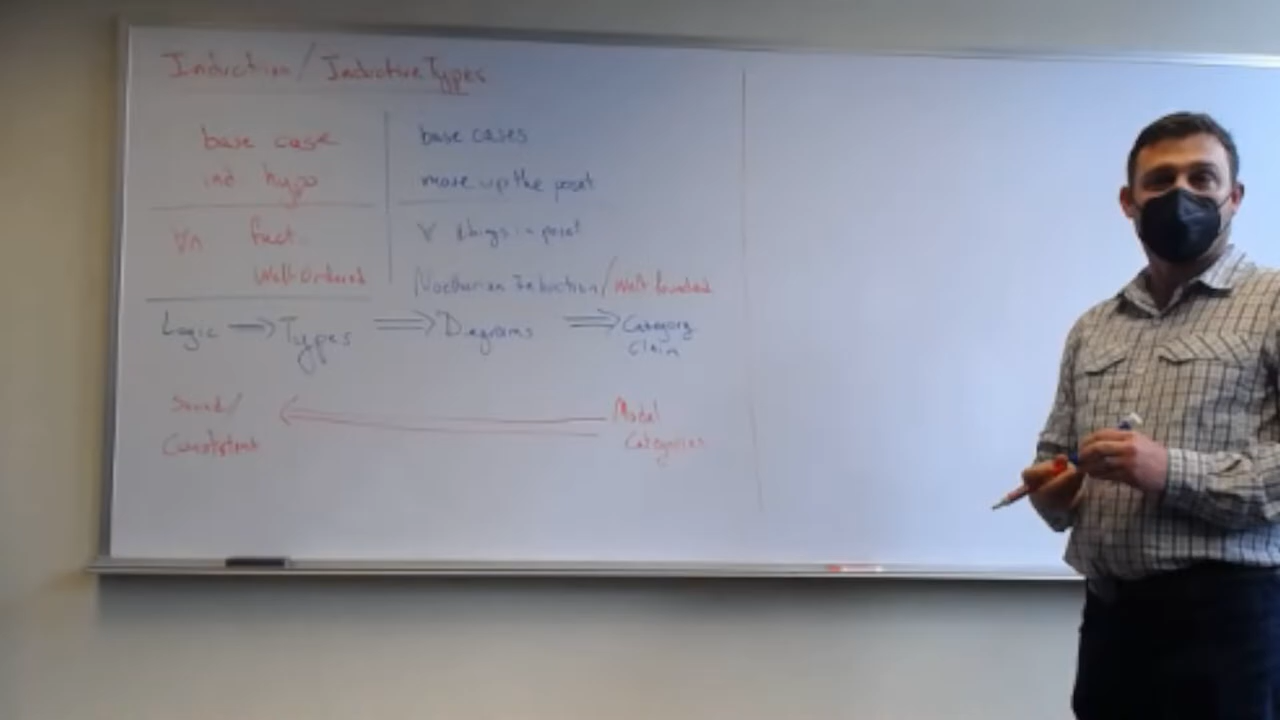 Induction / Inductive Types
base case
ind hypo
∀n fact.
Well-Ordered
base cases
move up the poset
∀ things in poset
Noetherian Induction / Well-founded
Logic → Types ⇒ Diagrams ⇒ Category
Claim
Sound/ ⇐ Model
Consistent Categories